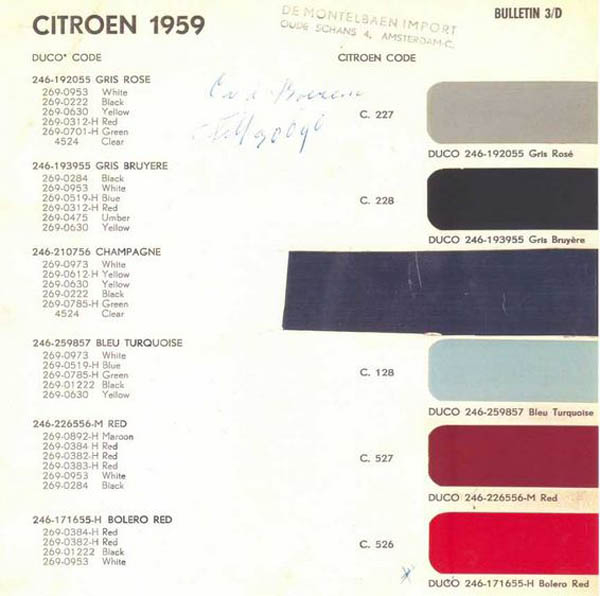 CITROEN 1959
DE MONTELBAEN IMPORT
OUDE SCHANS 4, AMSTERDAM-C.
BULLETIN 3/D
DUCO* CODE
CITROEN CODE
246-192055 GRIS ROSE
269-0953 White
269-0222 Black
269-0630 Yellow
269-0312-H Red
269-0701-H Green
4524 Clear
C. 227
DUCO 246-192055 Gris Rosé
246-193955 GRIS BRUYERE
269-0284 Black
269-0953 White
269-0519-H Blue
269-0312-H Red
269-0475 Umber
269-0630 Yellow
C. 228
DUCO 246-193955 Gris Bruyère
246-210756 CHAMPAGNE
269-0973 White
269-0612-H Yellow
269-0630 Yellow
269-0222 Black
269-0785-H Green
4524 Clear
246-259857 BLEU TURQUOISE
269-0973 White
269-0519-H Blue
269-0785-H Green
269-01222 Black
269-0630 Yellow
C. 128
DUCO 246-259857 Bleu Turquoise
246-226556-M RED
269-0892-H Maroon
269-0384 H Red
269-0382-H Red
269-0383-H Red
269-0953 White
269-0284 Black
C. 527
DUCO 246-226556-M Red
246-171655-H BOLERO RED
269-0384-H Red
269-0382-H Red
269-01222 Black
269-0953 White
C. 526
DUCO 246-171655-H Bolero Red